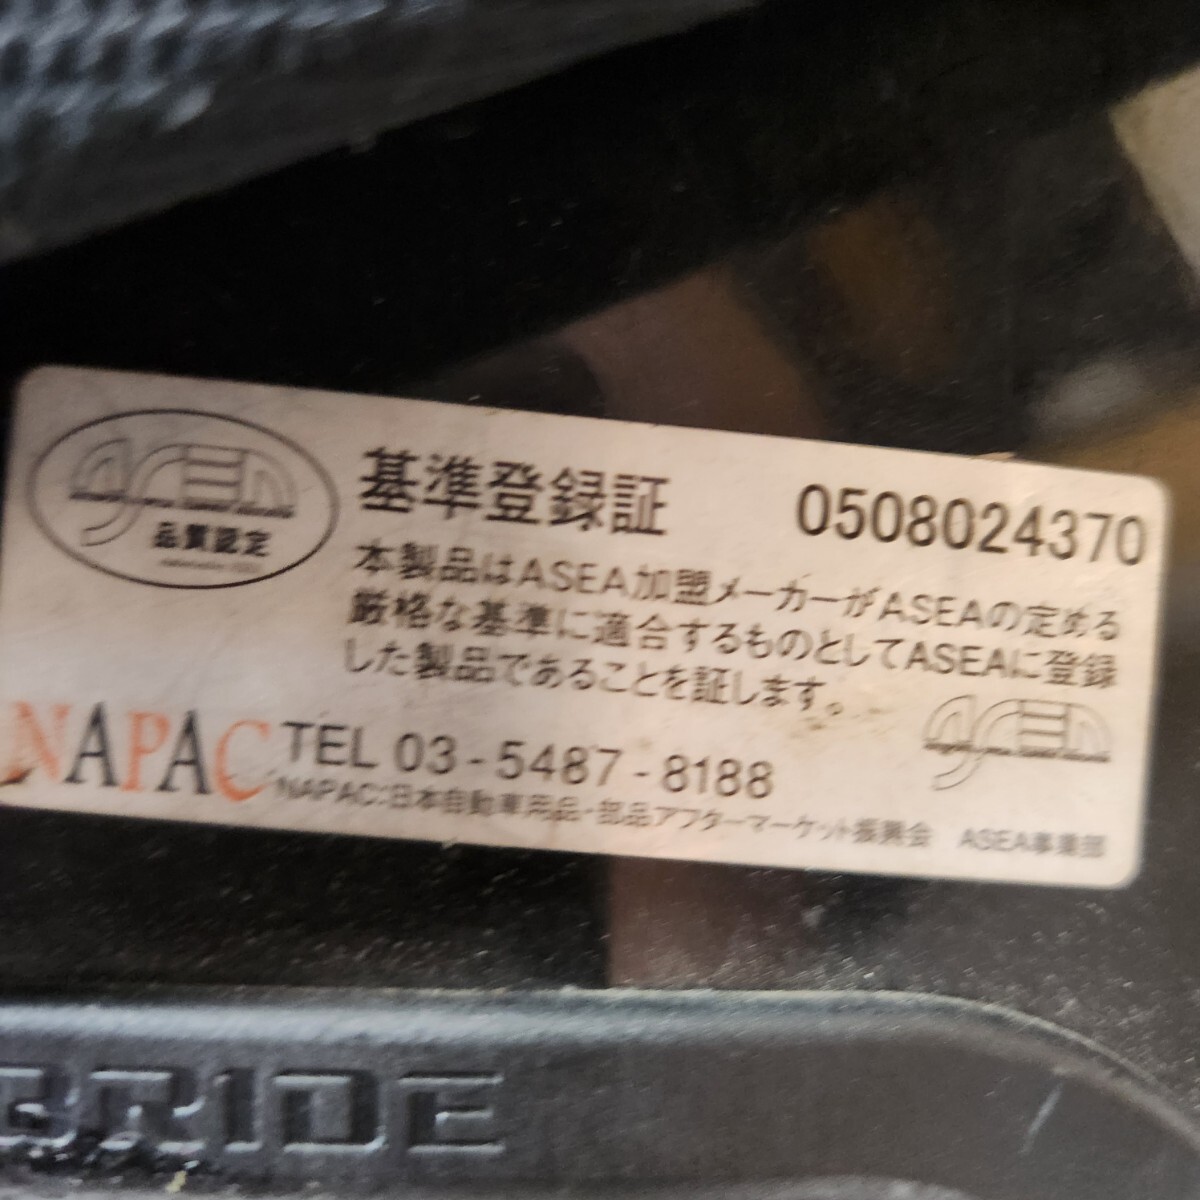 ASEA
品質認定
基準登録証 0508024370
本製品はASEA加盟メーカーがASEAの定める
厳格な基準に適合するものとしてASEAに登録
した製品であることを証します。
ASEA
NAPAC TEL 03-5487-8188
NAPAC:日本自動車用品・部品アフターマーケット振興会 ASEA事業部
BRIDE